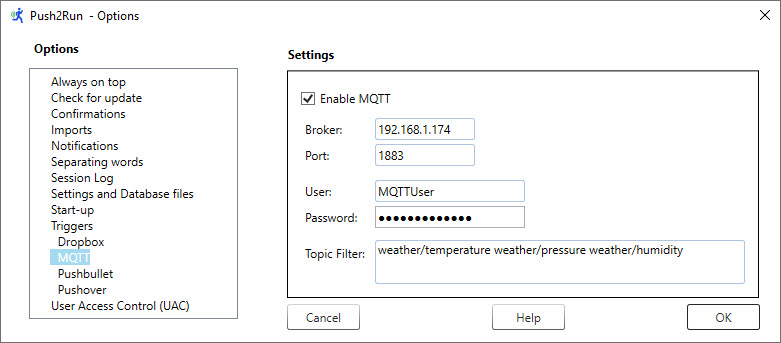 Push2Run - Options
Options
Always on top
Check for update
Confirmations
Imports
Notifications
Separating words
Session Log
Settings and Database files
Start-up
Triggers
Dropbox
MQTT
Pushbullet
Pushover
User Access Control (UAC)
Settings
Enable MQTT
Broker: 192.168.1.174
Port: 1883
User: MQTTUser
Password: ●●●●●●●●●●●●●
Topic Filter: weather/temperature weather/pressure weather/humidity
Cancel Help OK